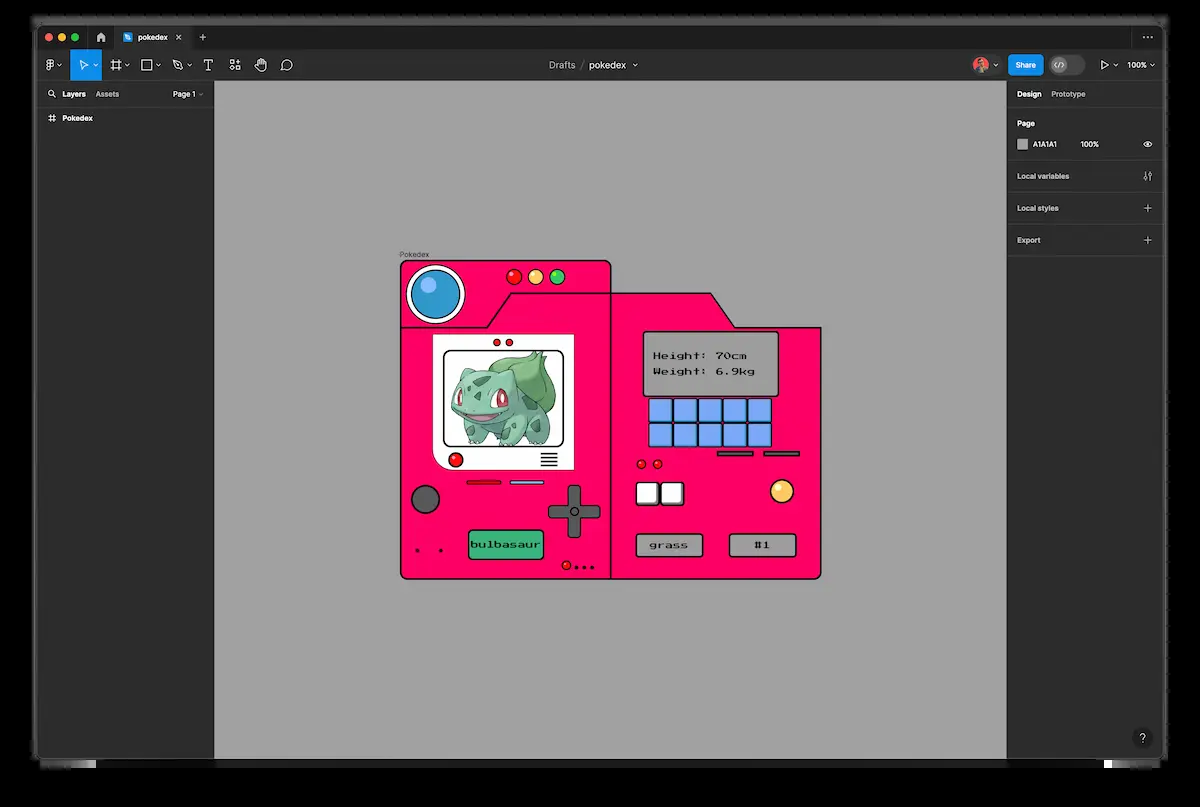 pokedex
Drafts / pokedex
Share
100%
Layers
Assets
Page 1
Pokedex
Design
Prototype
Page
A1A1A1
100%
Local variables
Local styles
Export
Pokedex
Height: 70cm
Weight: 6.9kg
bulbasaur
grass
#1
?